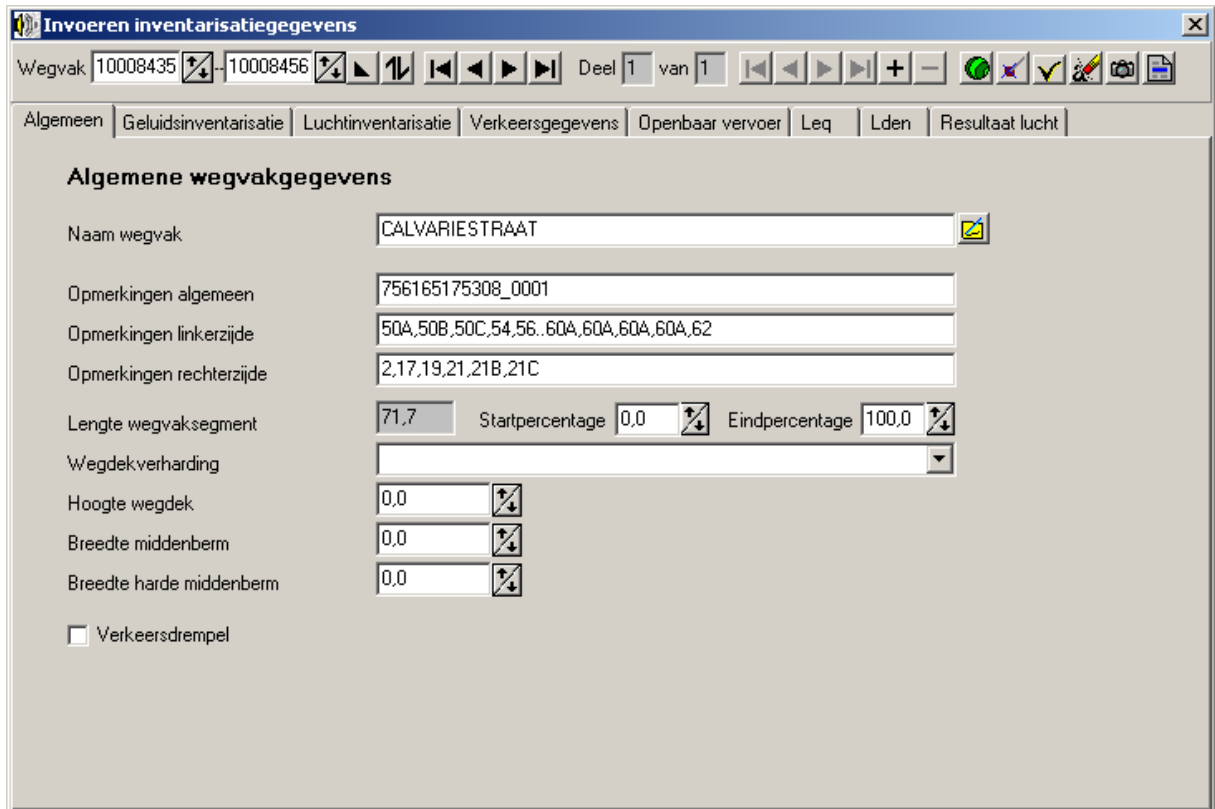 Invoeren inventarisatiegegevens
Wegvak 10008435 -- 10008456 Deel 1 van 1
Algemeen Geluidsinventarisatie Luchtinventarisatie Verkeersgegevens Openbaar vervoer Leq Lden Resultaat lucht
Algemene wegvakgegevens
Naam wegvak CALVARIESTRAAT
Opmerkingen algemeen 756165175308_0001
Opmerkingen linkerzijde 50A,50B,50C,54,56..60A,60A,60A,60A,62
Opmerkingen rechterzijde 2,17,19,21,21B,21C
Lengte wegvaksegment 71,7 Startpercentage 0,0 Eindpercentage 100,0
Wegdekverharding
Hoogte wegdek 0,0
Breedte middenberm 0,0
Breedte harde middenberm 0,0
Verkeersdrempel